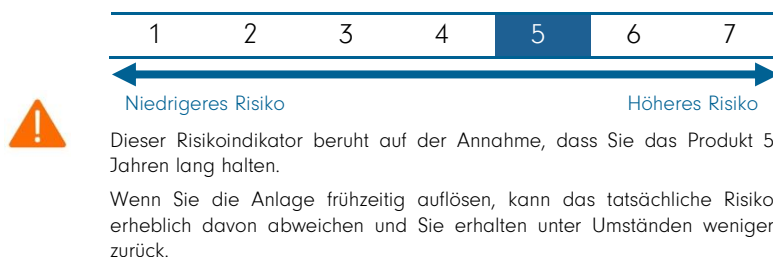 1 2 3 4 5 6 7
Niedrigeres Risiko Höheres Risiko
Dieser Risikoindikator beruht auf der Annahme, dass Sie das Produkt 5
Jahren lang halten.
Wenn Sie die Anlage frühzeitig auflösen, kann das tatsächliche Risiko
erheblich davon abweichen und Sie erhalten unter Umständen weniger
zurück.